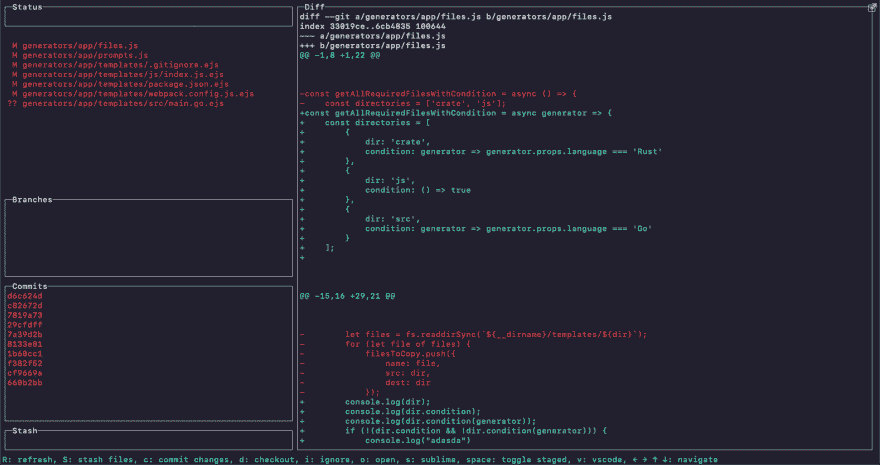 Status
M generators/app/files.js
M generators/app/prompts.js
M generators/app/templates/.gitignore.ejs
M generators/app/templates/js/index.js.ejs
M generators/app/templates/package.json.ejs
M generators/app/templates/webpack.config.js.ejs
?? generators/app/templates/src/main.go.ejs
Branches
Commits
d6c624d
c82672d
7819a73
29cfdff
7a39d2b
8133e81
1b68cc1
f382f52
cf9669a
660b2bb
Stash
Diff
diff --git a/generators/app/files.js b/generators/app/files.js
index 33019ce..6cb4835 100644
--- a/generators/app/files.js
+++ b/generators/app/files.js
@@ -1,8 +1,22 @@
-const getAllRequiredFilesWithCondition = async () => {
-    const directories = ['crate', 'js'];
+const getAllRequiredFilesWithCondition = async generator => {
+    const directories = [
+        {
+            dir: 'crate',
+            condition: generator => generator.props.language === 'Rust'
+        },
+        {
+            dir: 'js',
+            condition: () => true
+        },
+        {
+            dir: 'src',
+            condition: generator => generator.props.language === 'Go'
+        }
+    ];
+
@@ -15,16 +29,21 @@
-        let files = fs.readdirSync(`${__dirname}/templates/${dir}`);
-        for (let file of files) {
-            filesToCopy.push({
-                name: file,
-                src: dir,
-                dest: dir
-            });
+        console.log(dir);
+        console.log(dir.condition);
+        console.log(dir.condition(generator));
+        if (!(dir.condition && !dir.condition(generator))) {
+            console.log("adasda")
R: refresh, S: stash files, c: commit changes, d: checkout, i: ignore, o: open, s: sublime, space: toggle staged, v: vscode, ← → ↑ ↓: navigate